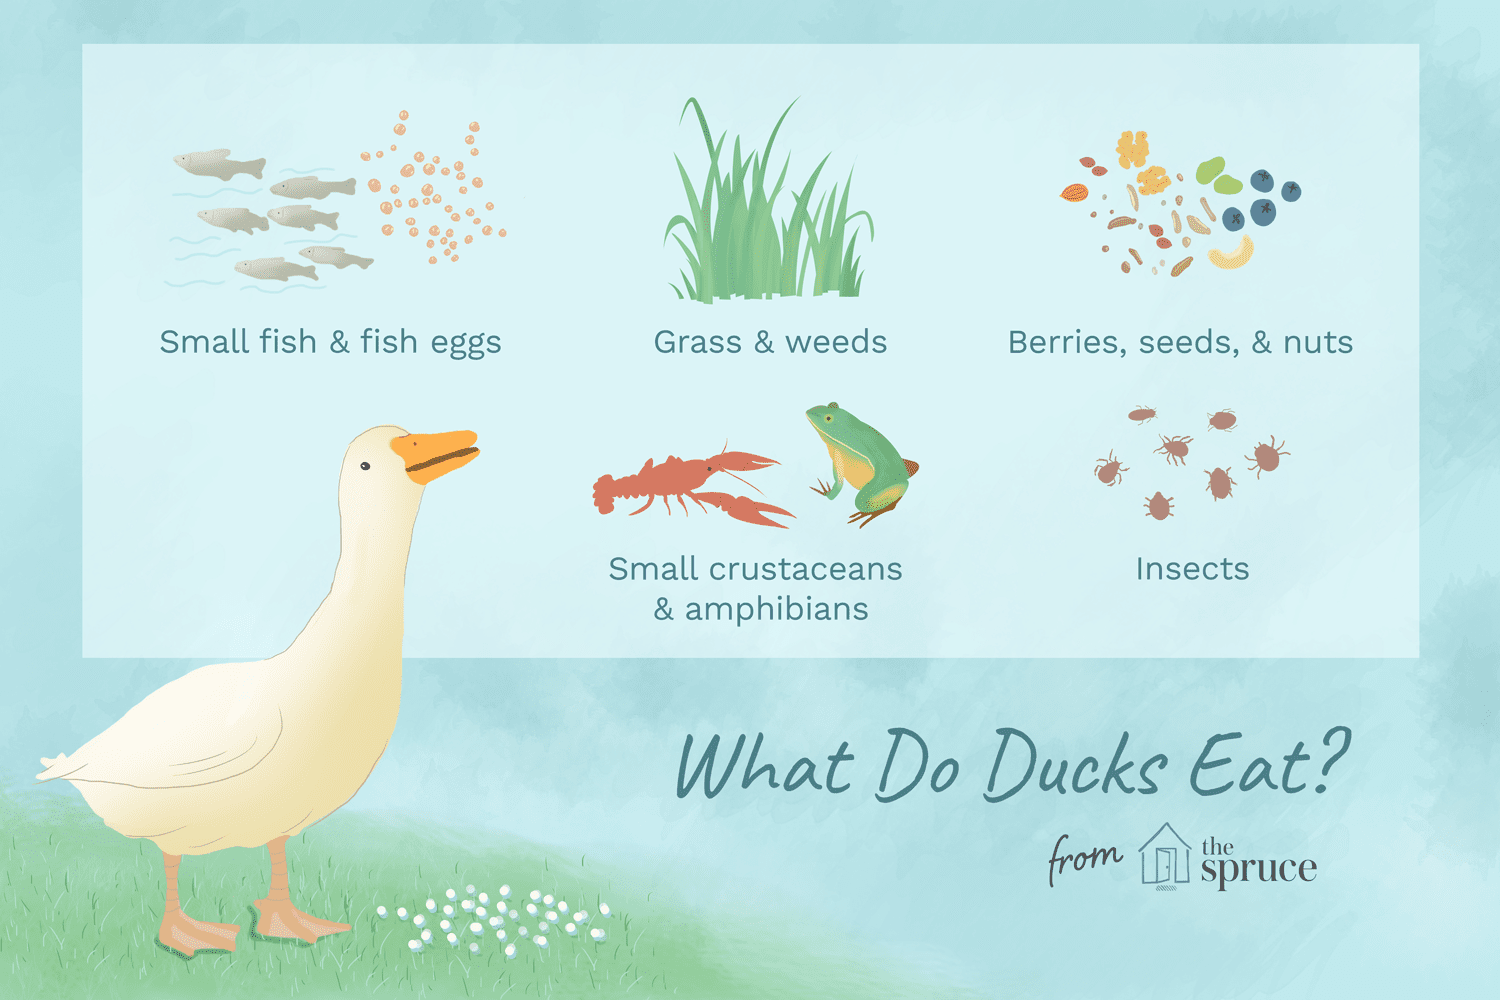 Small fish & fish eggs
Grass & weeds
Berries, seeds, & nuts
Small crustaceans
& amphibians
Insects
What Do Ducks Eat?
from the spruce